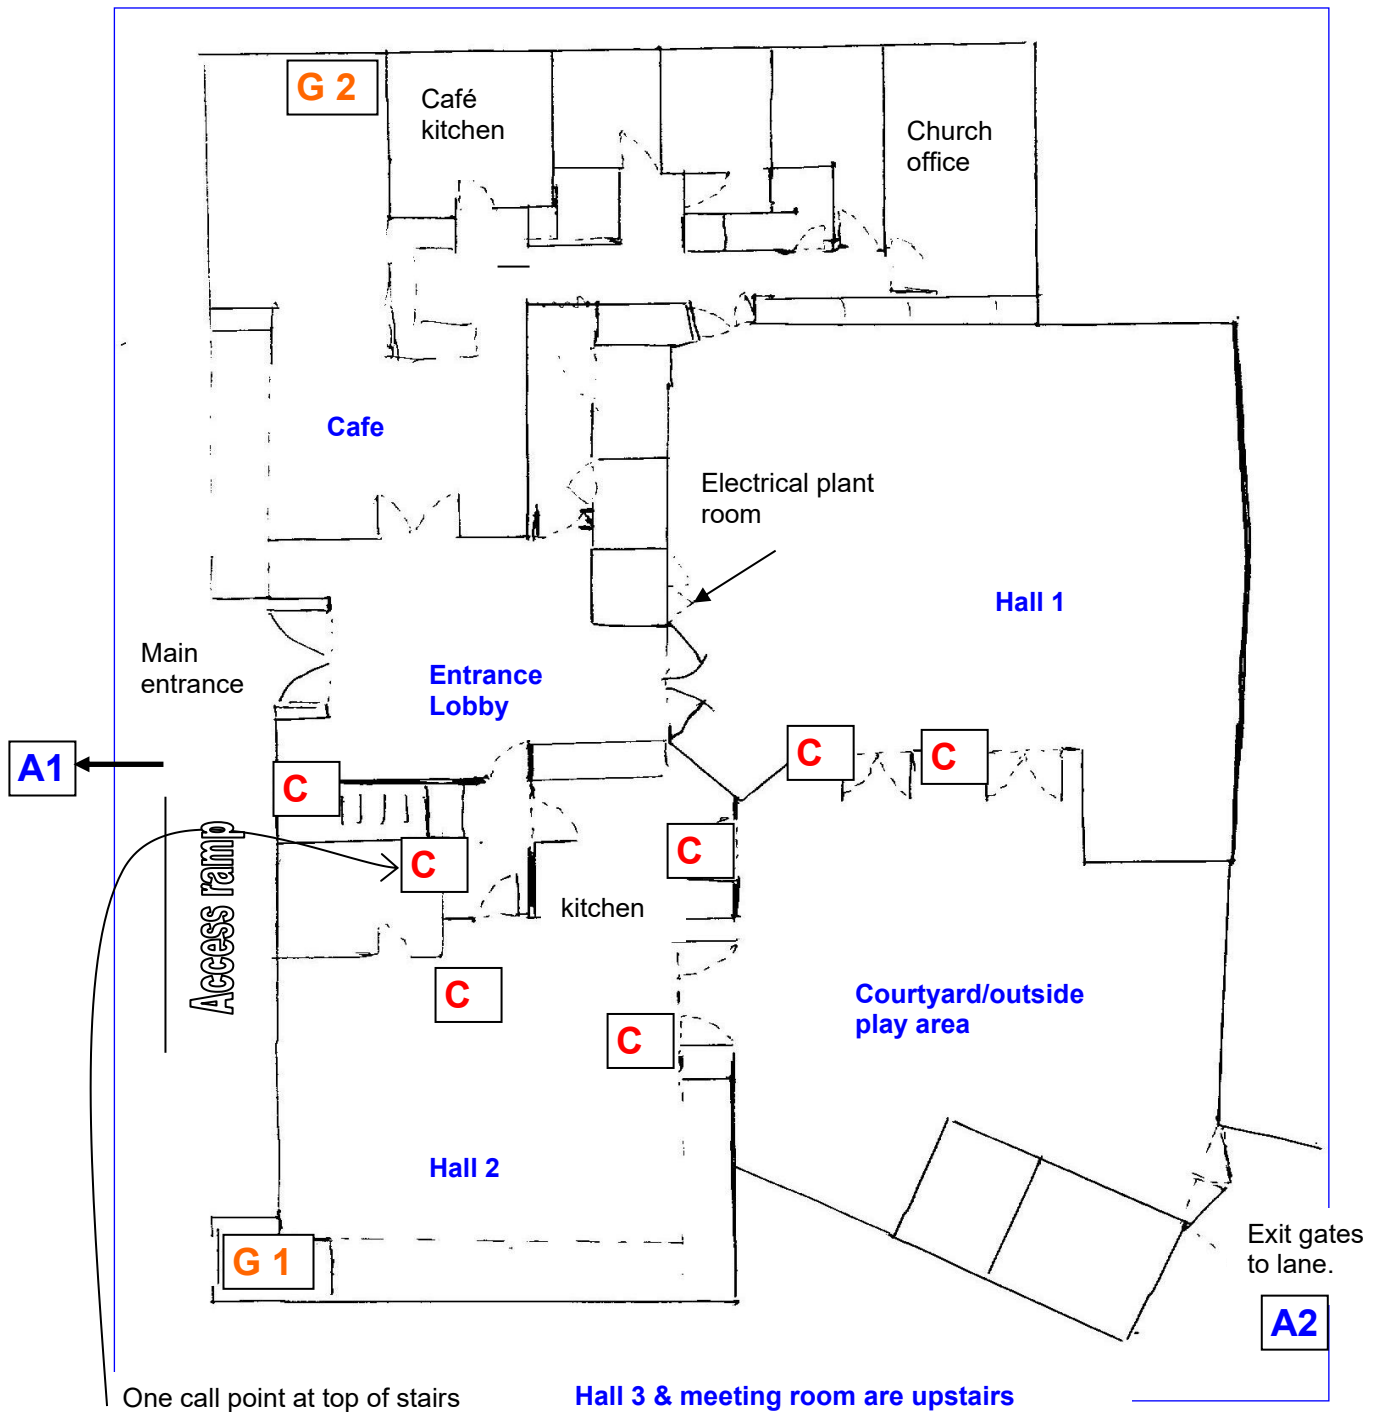 G 2
Café
kitchen
Church
office
Cafe
Electrical plant
room
Hall 1
Main
entrance
Entrance
Lobby
A1
C
C
C
C
C
Access ramp
kitchen
C
C
Courtyard/outside
play area
Hall 2
G 1
Exit gates
to lane.
A2
One call point at top of stairs
Hall 3 & meeting room are upstairs